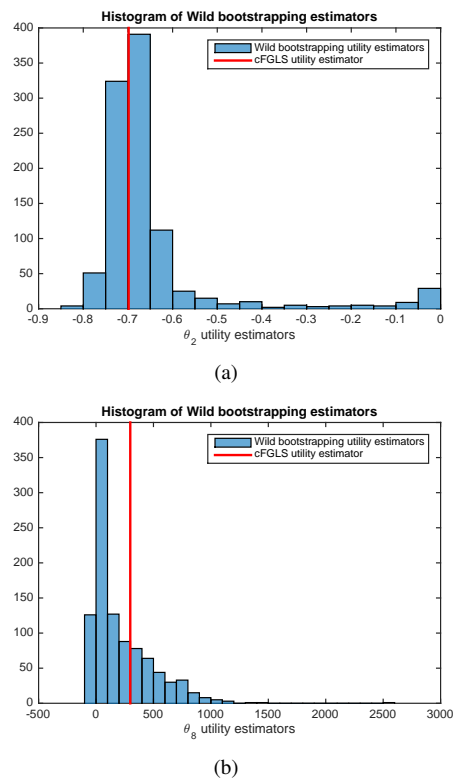 Histogram of Wild bootstrapping estimators
400
350
300
250
200
150
100
50
0
Wild bootstrapping utility estimators
cFGLS utility estimator
-0.9 -0.8 -0.7 -0.6 -0.5 -0.4 -0.3 -0.2 -0.1 0
θ2 utility estimators
(a)
Histogram of Wild bootstrapping estimators
400
350
300
250
200
150
100
50
0
Wild bootstrapping utility estimators
cFGLS utility estimator
-500 0 500 1000 1500 2000 2500 3000
θ8 utility estimators
(b)